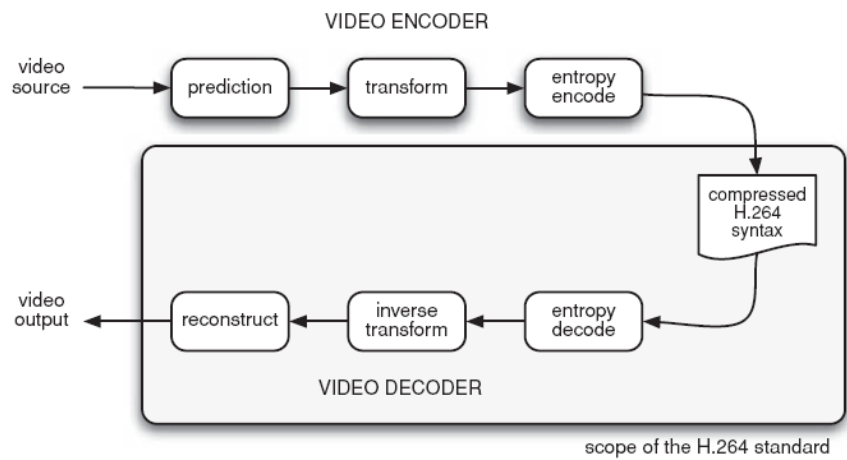 VIDEO ENCODER
video
source
prediction
transform
entropy
encode
compressed
H.264
syntax
video
output
reconstruct
inverse
transform
entropy
decode
VIDEO DECODER
scope of the H.264 standard